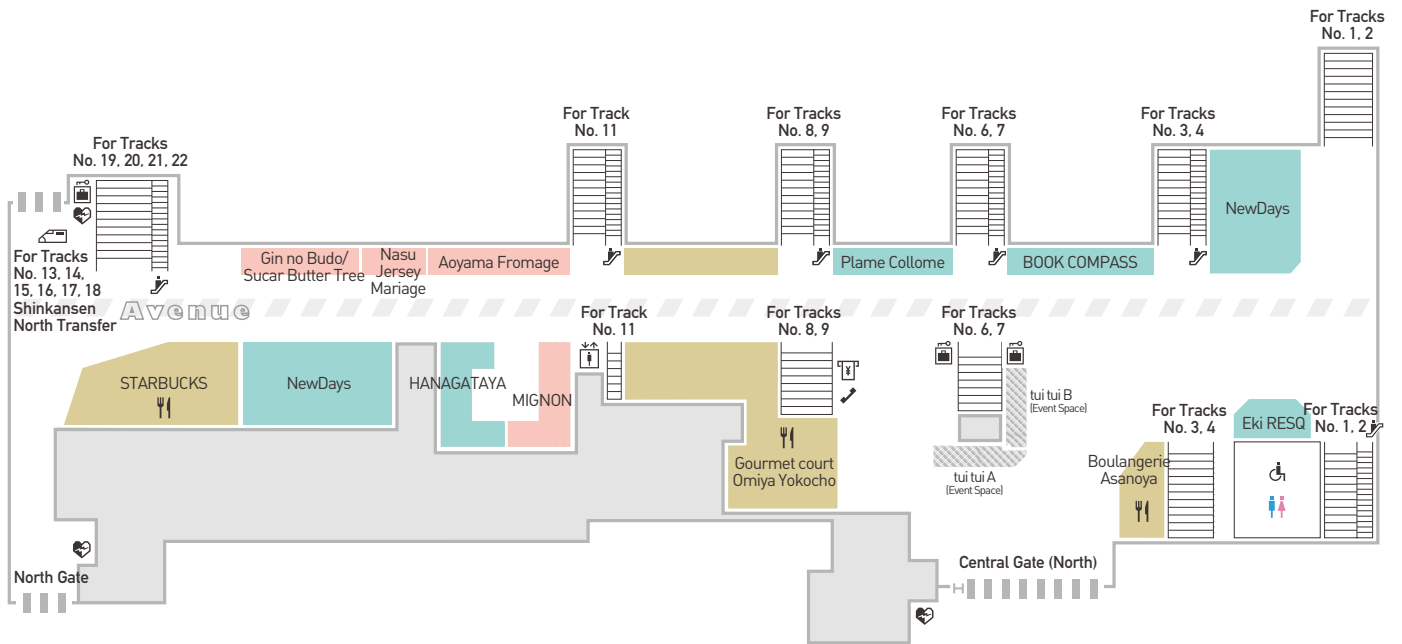 For Tracks
No. 1, 2
For Track
No. 11
For Tracks
No. 8, 9
For Tracks
No. 6, 7
For Tracks
No. 3, 4
For Tracks
No. 19, 20, 21, 22
NewDays
For Tracks
No. 13, 14,
15, 16, 17, 18
Shinkansen
North Transfer
Gin no Budo/
Sucar Butter Tree
Nasu
Jersey
Mariage
Aoyama Fromage
Plame Collome
BOOK COMPASS
Avenue
For Track
No. 11
For Tracks
No. 8, 9
For Tracks
No. 6, 7
STARBUCKS
NewDays
HANAGATAYA
MIGNON
¥
tui tui B
(Event Space)
For Tracks
No. 3, 4
Eki RESQ
For Tracks
No. 1, 2
Gourmet court
Omiya Yokocho
tui tui A
(Event Space)
Boulangerie
Asanoya
North Gate
Central Gate (North)